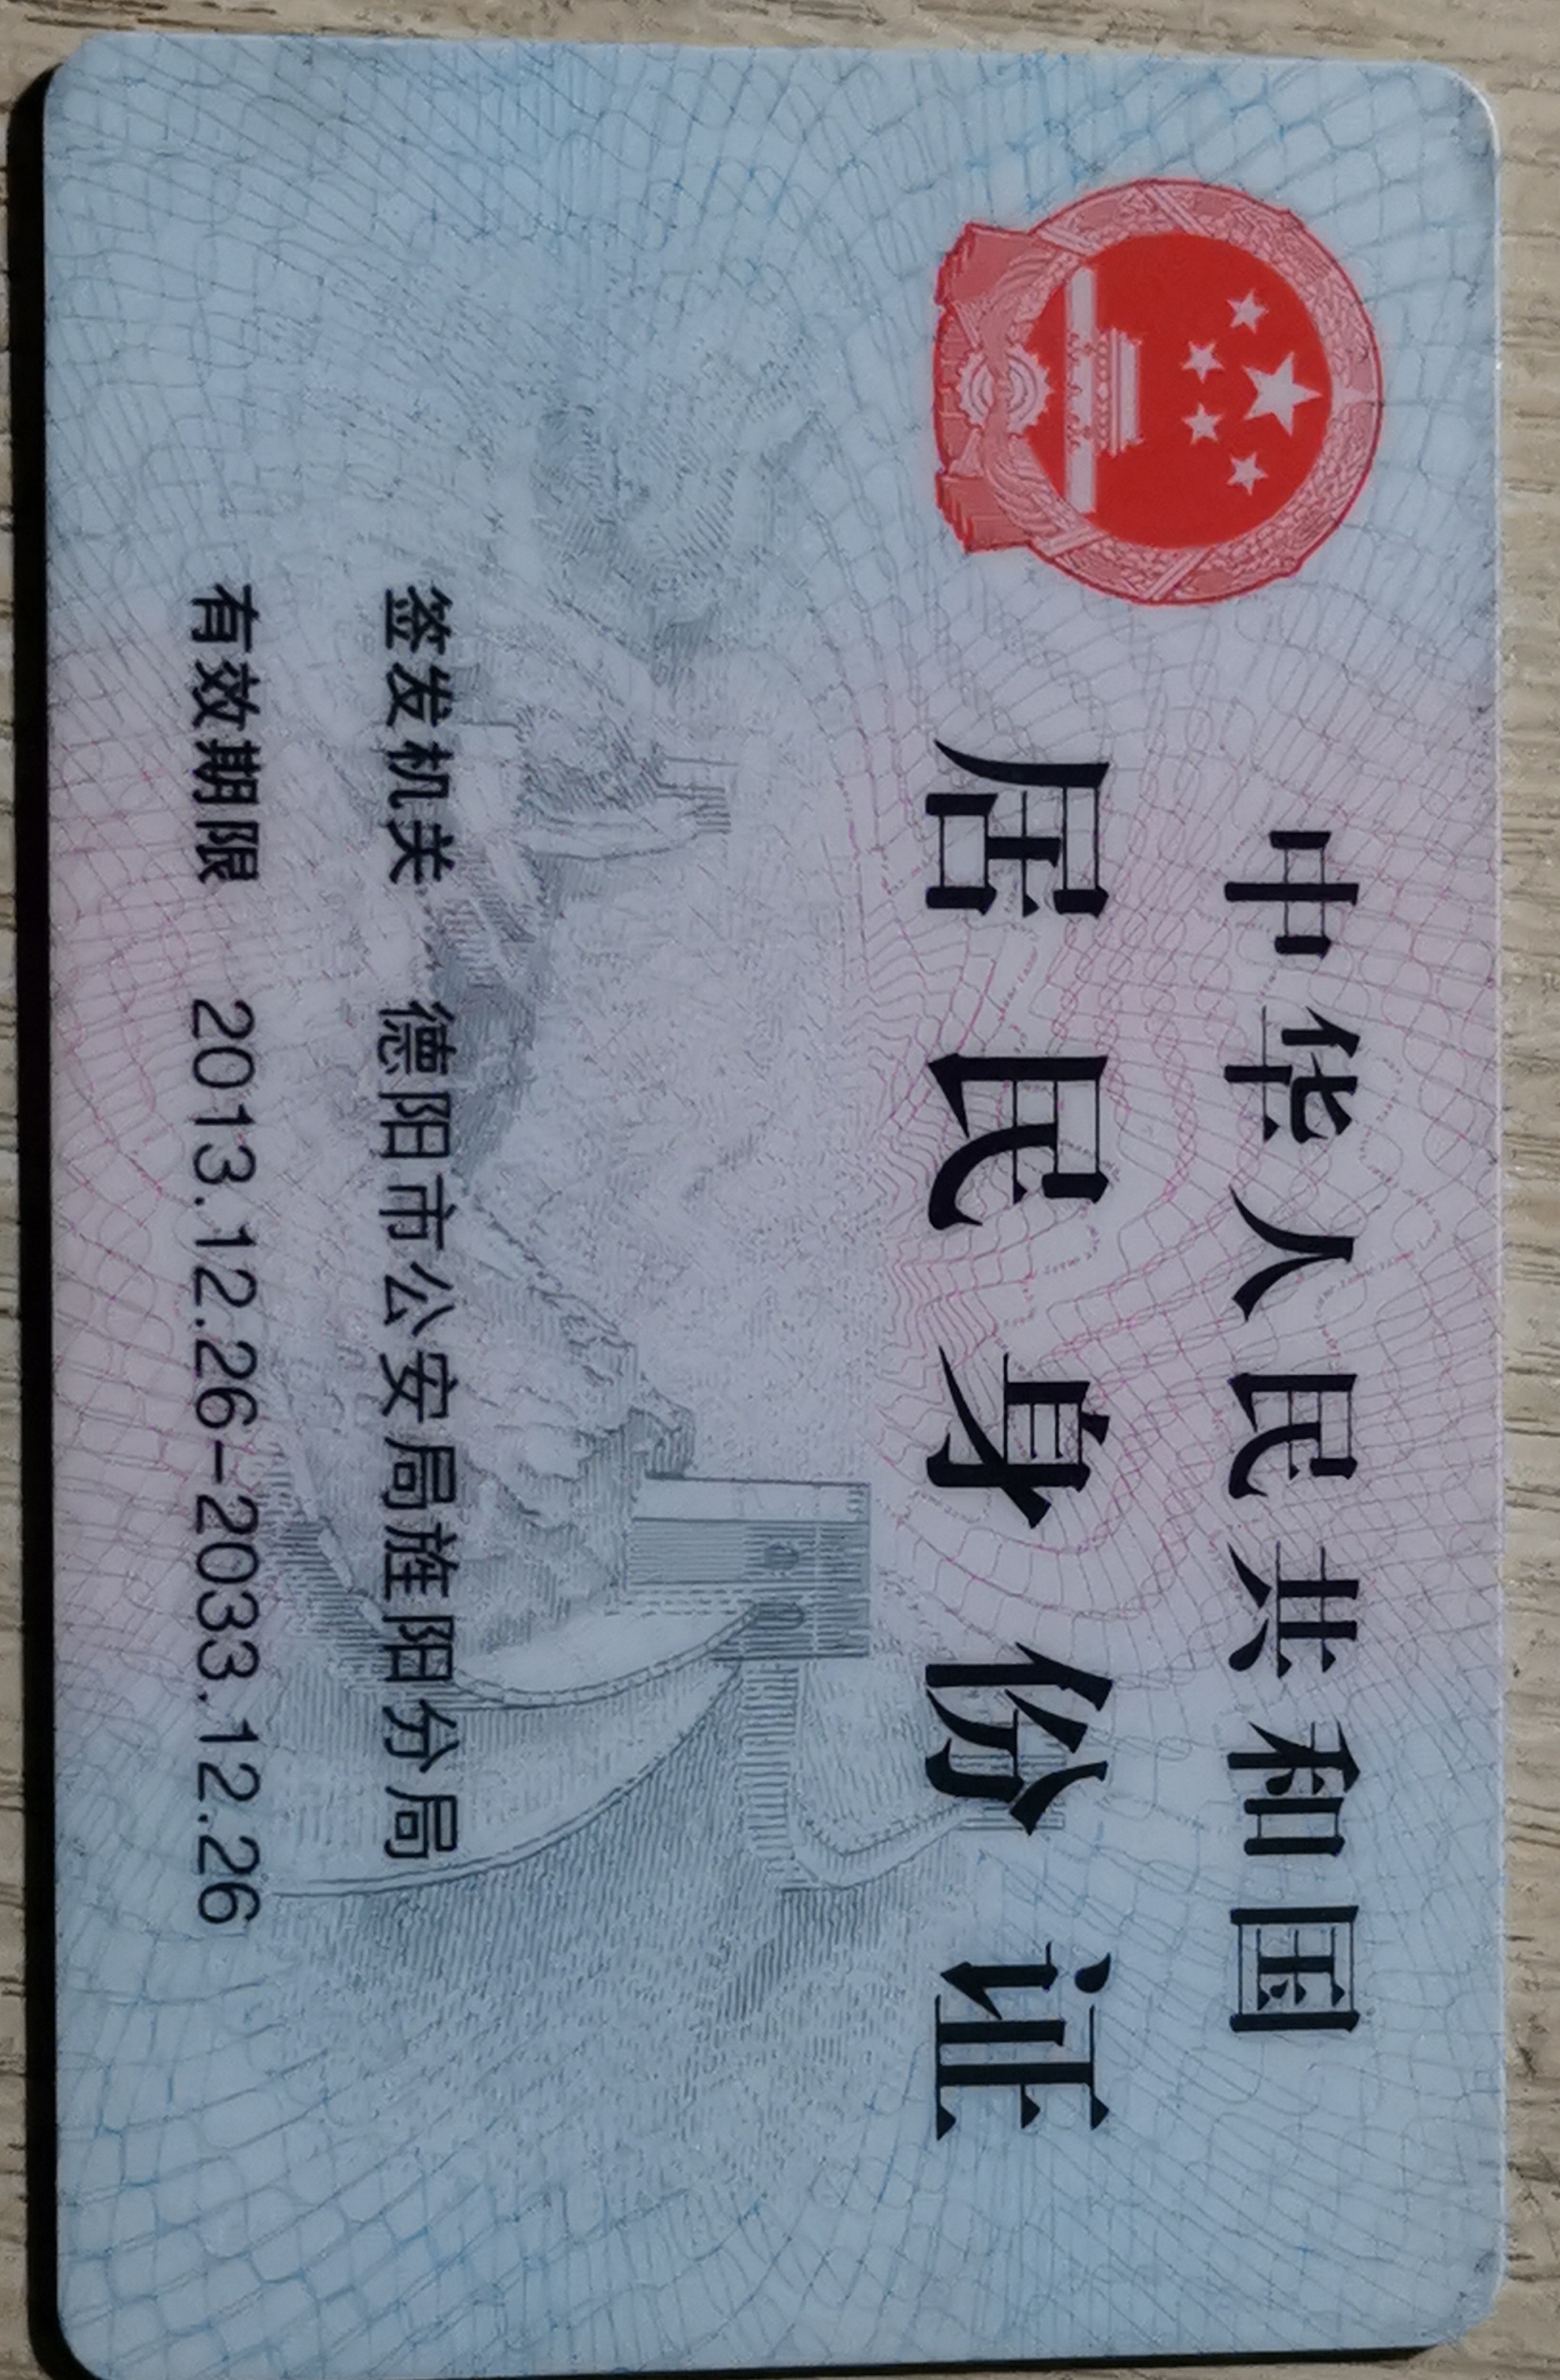 中华人民共和国
居民身份证
签发机关 德阳市公安局旌阳分局
有效期限 2013.12.26-2033.12.26